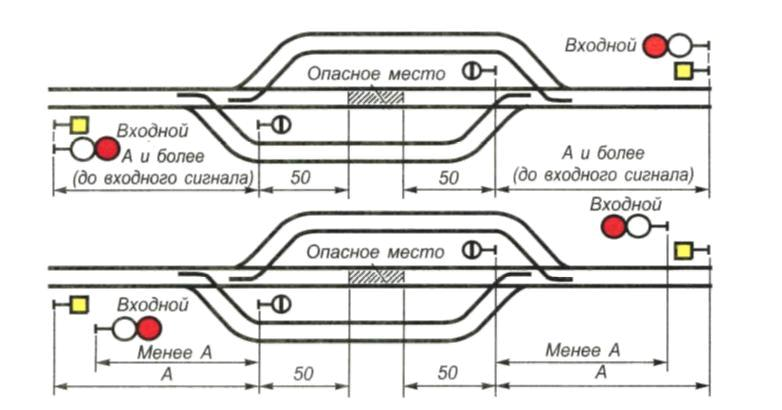 Входной
Опасное место
Входной
А и более
(до входного сигнала)
50
50
А и более
(до входного сигнала)
Входной
Опасное место
Входной
Менее А
А
50
50
Менее А
А